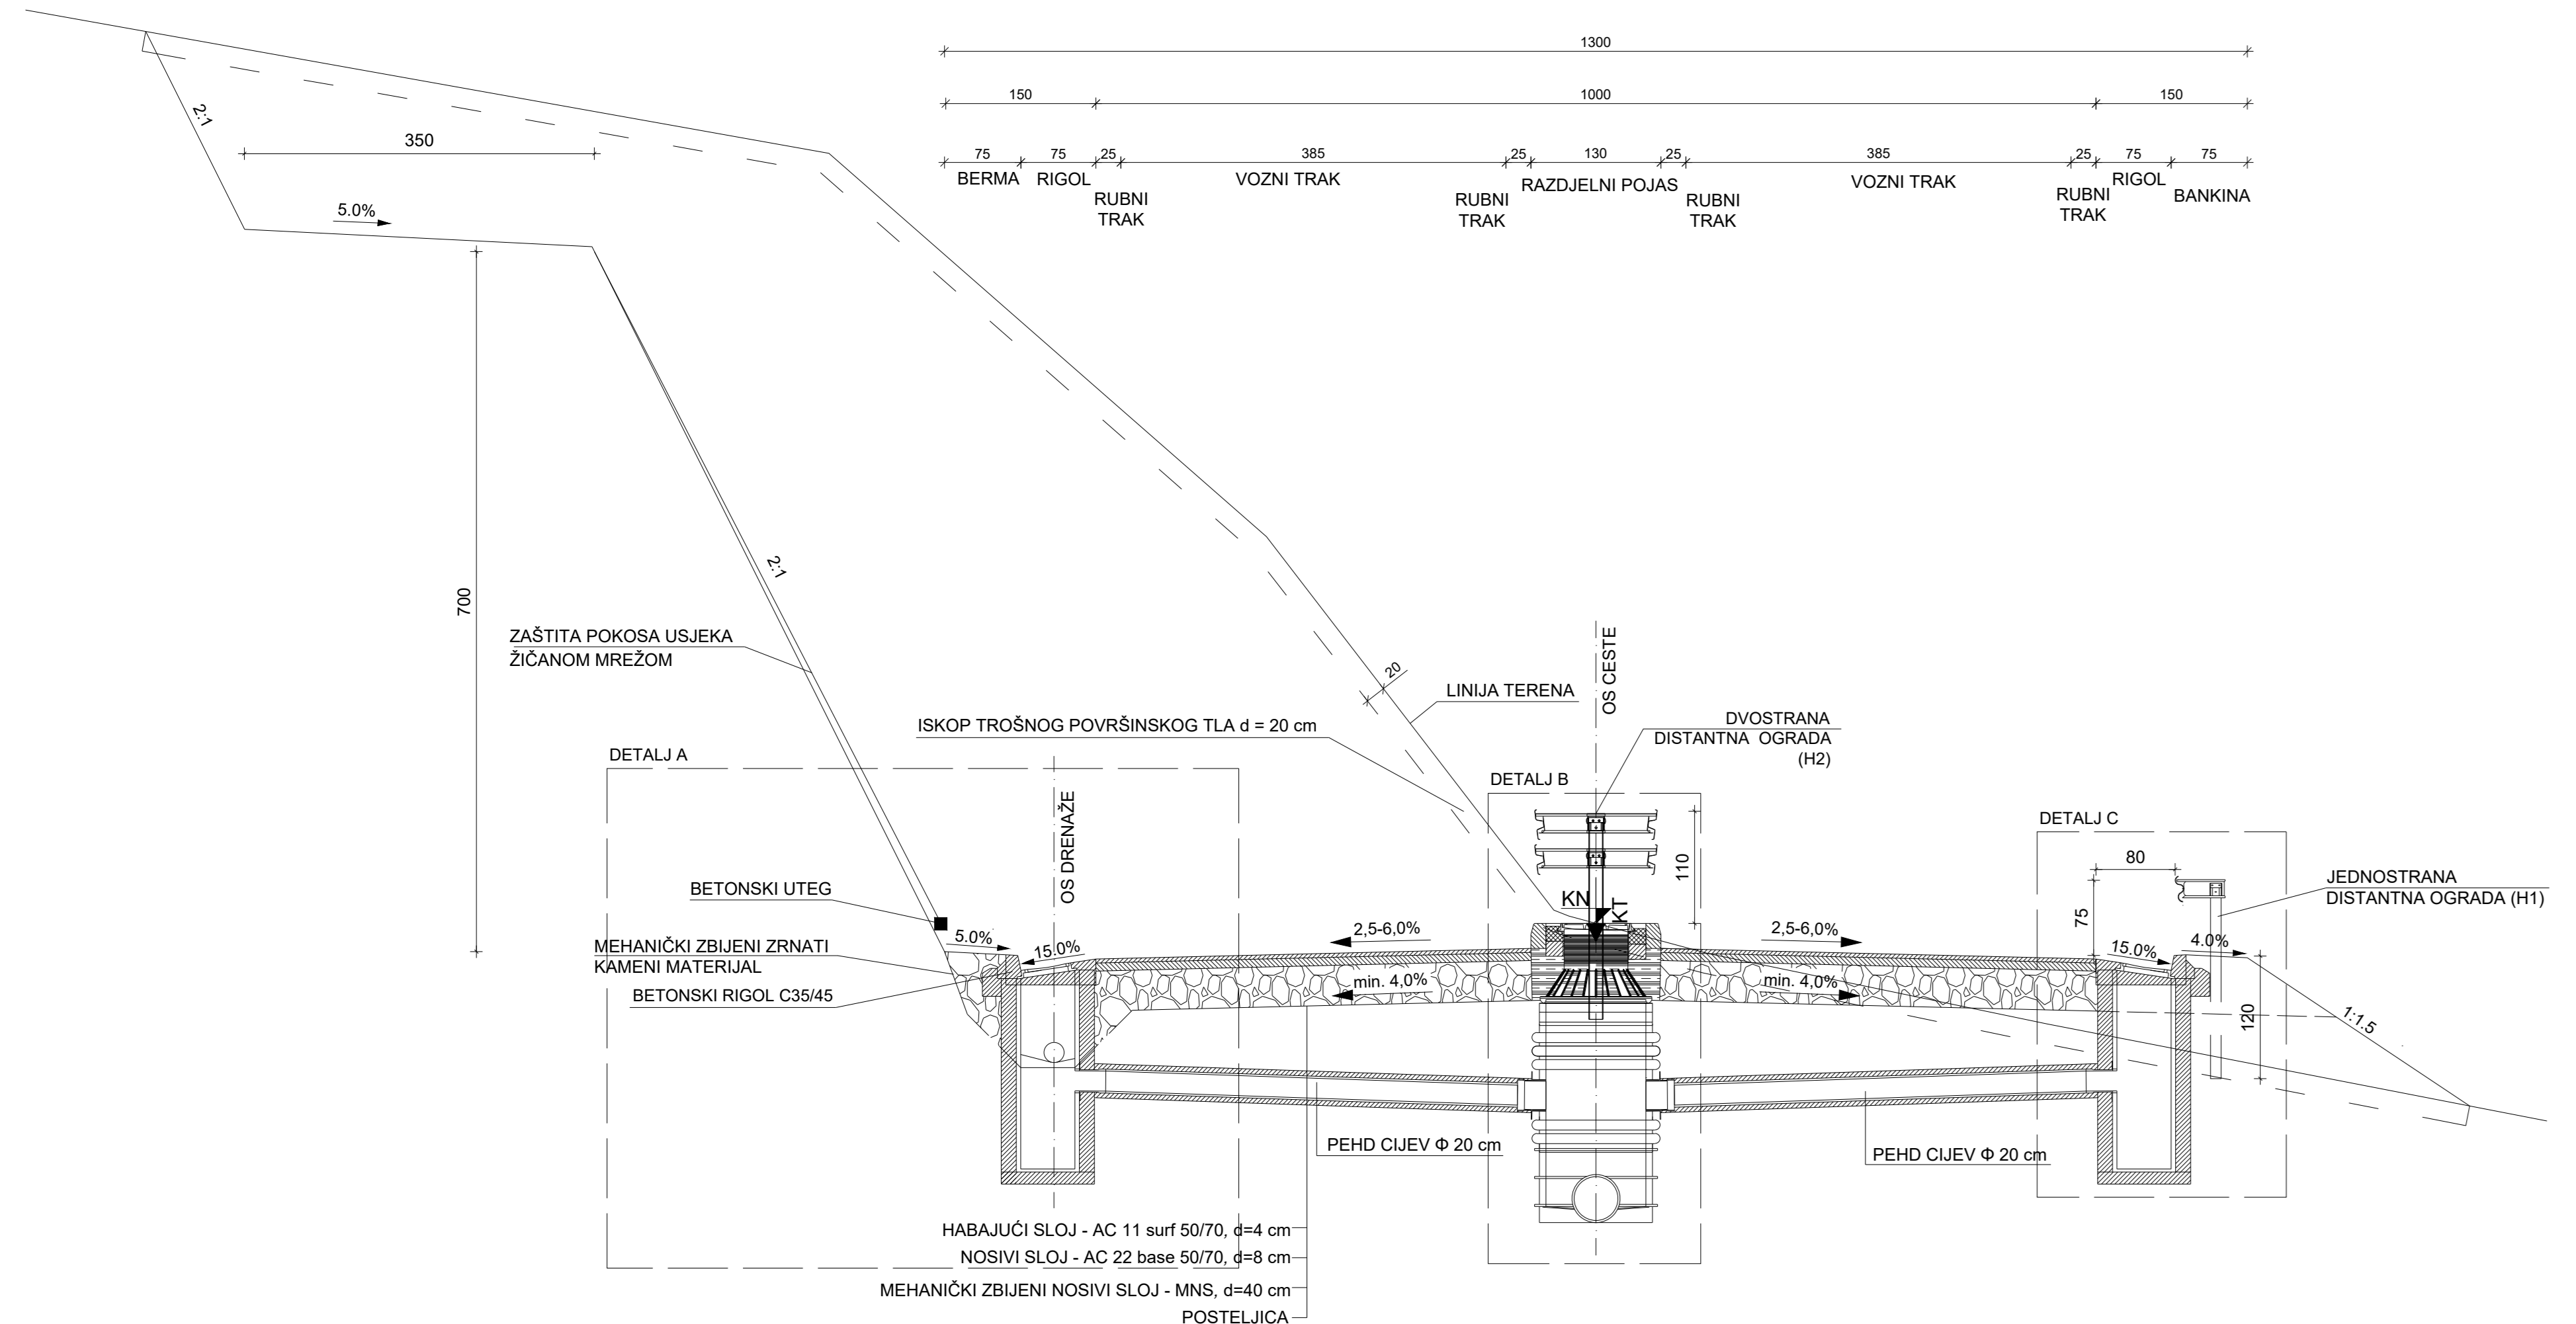 1300
150
1000
150
2:1
350
75
75
25
385
25
130
25
385
25
75
75
BERMA
RIGOL
RUBNI
TRAK
VOZNI TRAK
RUBNI
TRAK
RAZDJELNI POJAS
RUBNI
TRAK
VOZNI TRAK
RUBNI
TRAK
RIGOL
BANKINA
5.0%
700
2:1
ZAŠTITA POKOSA USJEKA
ŽIČANOM MREŽOM
20
LINIJA TERENA
OS CESTE
ISKOP TROŠNOG POVRŠINSKOG TLA d = 20 cm
DVOSTRANA
DISTANTNA OGRADA
(H2)
DETALJ A
DETALJ B
DETALJ C
OS DRENAŽE
110
80
75
JEDNOSTRANA
DISTANTNA OGRADA (H1)
BETONSKI UTEG
KN
KT
5.0%
15.0%
2,5-6,0%
2,5-6,0%
15.0%
4.0%
MEHANIČKI ZBIJENI ZRNATI
KAMENI MATERIJAL
BETONSKI RIGOL C35/45
min. 4,0%
min. 4,0%
120
1:1.5
PEHD CIJEV Φ 20 cm
PEHD CIJEV Φ 20 cm
HABAJUĆI SLOJ - AC 11 surf 50/70, d=4 cm
NOSIVI SLOJ - AC 22 base 50/70, d=8 cm
MEHANIČKI ZBIJENI NOSIVI SLOJ - MNS, d=40 cm
POSTELJICA